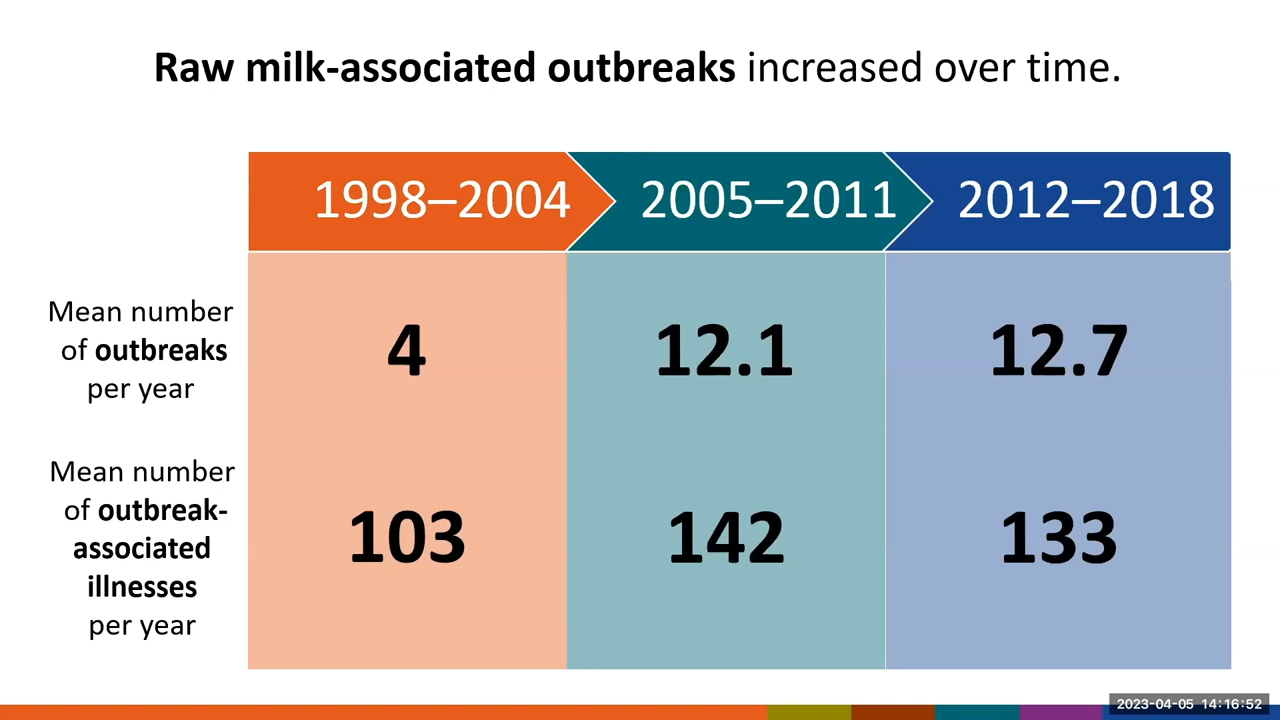 Raw milk-associated outbreaks increased over time.
1998–2004
2005–2011
2012–2018
Mean number
of outbreaks
per year
4
12.1
12.7
Mean number
of outbreak-
associated
illnesses
per year
103
142
133
2023-04-05 14:16:52